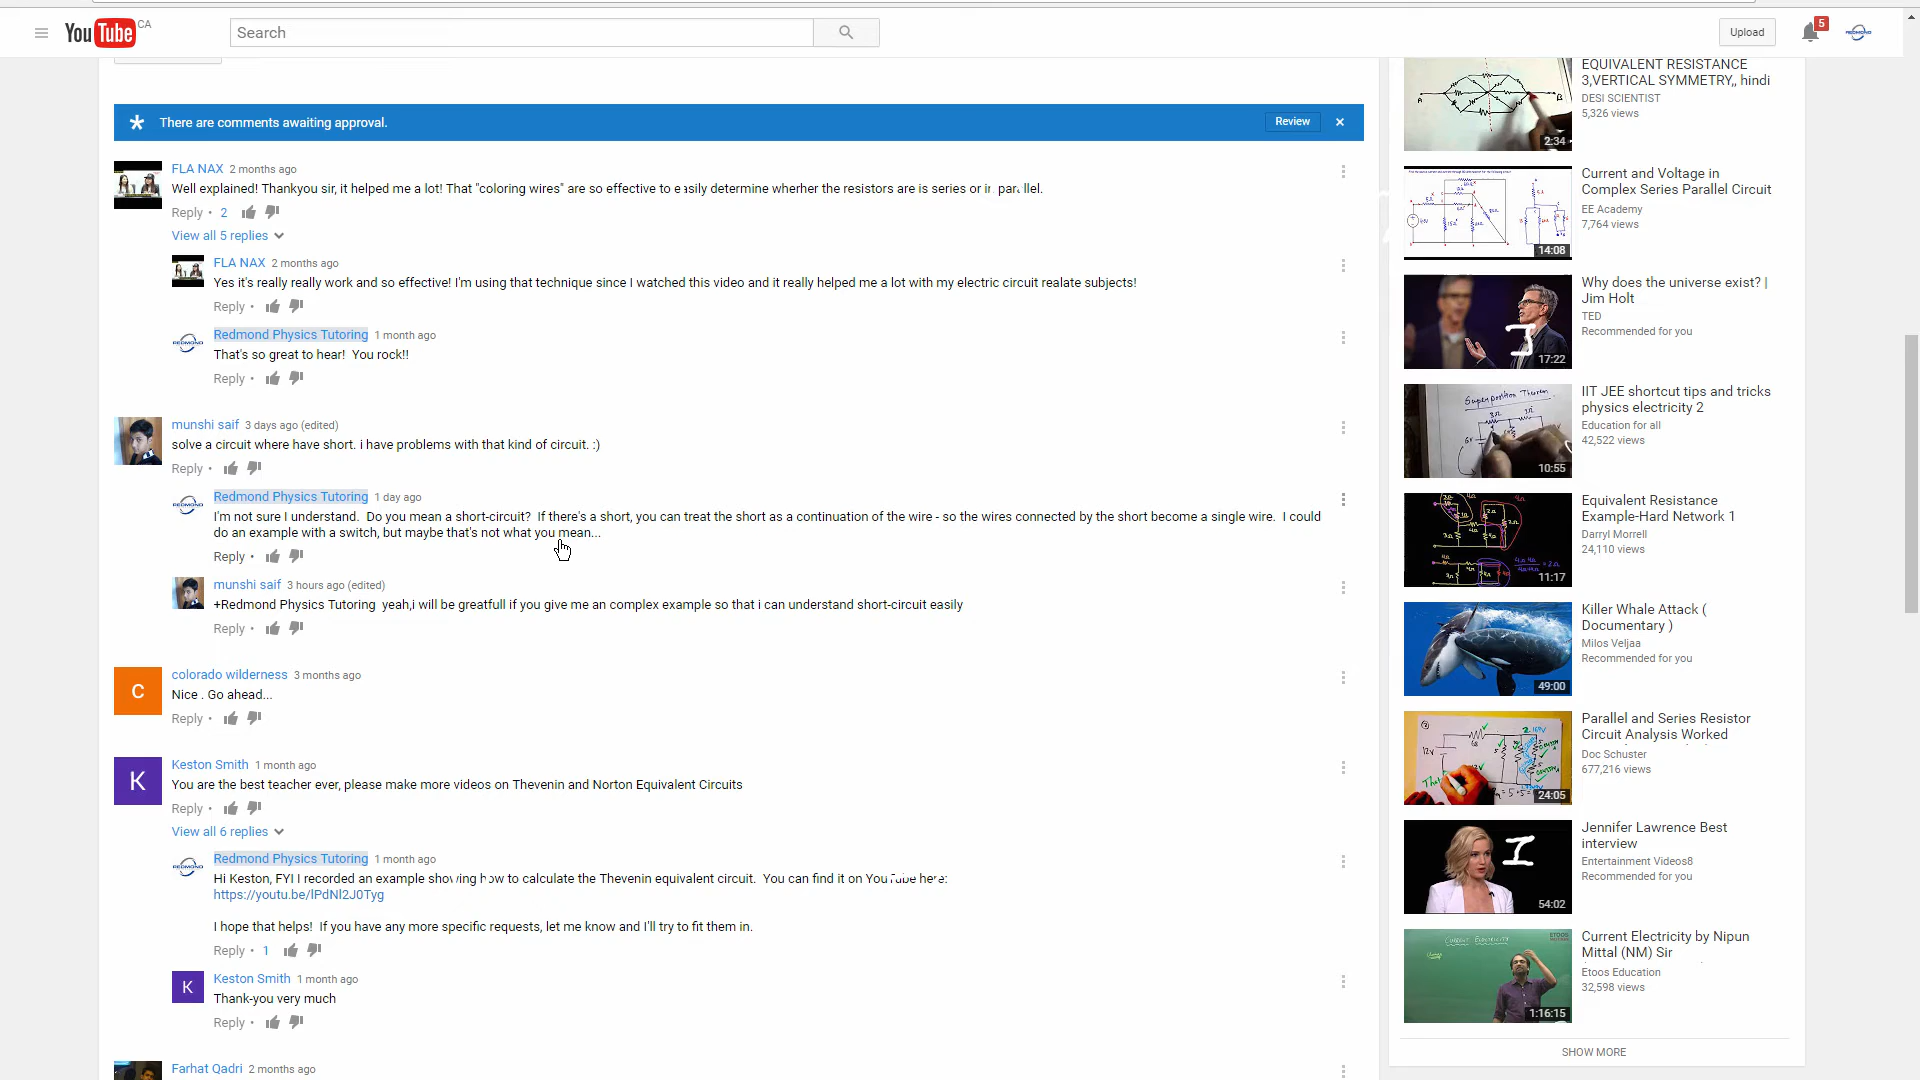 YouTube CA
Search
Upload
5
There are comments awaiting approval.
Review
FLA NAX 2 months ago
Well explained! Thankyou sir, it helped me a lot! That "coloring wires" are so effective to easily determine wherher the resistors are is series or in parallel.
Reply • 2
View all 5 replies
FLA NAX 2 months ago
Yes it's really really work and so effective! I'm using that technique since I watched this video and it really helped me a lot with my electric circuit realate subjects!
Reply •
Redmond Physics Tutoring 1 month ago
That's so great to hear! You rock!!
Reply •
munshi saif 3 days ago (edited)
solve a circuit where have short. i have problems with that kind of circuit. :)
Reply •
Redmond Physics Tutoring 1 day ago
I'm not sure I understand. Do you mean a short-circuit? If there's a short, you can treat the short as a continuation of the wire - so the wires connected by the short become a single wire. I could
do an example with a switch, but maybe that's not what you mean...
Reply •
munshi saif 3 hours ago (edited)
+Redmond Physics Tutoring yeah,i will be greatfull if you give me an complex example so that i can understand short-circuit easily
Reply •
colorado wilderness 3 months ago
C
Nice . Go ahead...
Reply •
Keston Smith 1 month ago
K
You are the best teacher ever, please make more videos on Thevenin and Norton Equivalent Circuits
Reply •
View all 6 replies
Redmond Physics Tutoring 1 month ago
Hi Keston, FYI I recorded an example showing how to calculate the Thevenin equivalent circuit. You can find it on YouTube here:
https://youtu.be/lPdNl2J0Tyg
I hope that helps! If you have any more specific requests, let me know and I'll try to fit them in.
Reply • 1
Keston Smith 1 month ago
K
Thank-you very much
Reply •
Farhat Qadri 2 months ago
EQUIVALENT RESISTANCE
3,VERTICAL SYMMETRY,, hindi
DESI SCIENTIST
5,326 views
2:34
Current and Voltage in
Complex Series Parallel Circuit
EE Academy
7,764 views
14:08
Why does the universe exist? |
Jim Holt
TED
Recommended for you
17:22
IIT JEE shortcut tips and tricks
physics electricity 2
Education for all
42,522 views
10:55
Equivalent Resistance
Example-Hard Network 1
Darryl Morrell
24,110 views
11:17
Killer Whale Attack (
Documentary )
Milos Veljaa
Recommended for you
49:00
Parallel and Series Resistor
Circuit Analysis Worked
Doc Schuster
677,216 views
24:05
Jennifer Lawrence Best
interview
Entertainment Videos8
Recommended for you
54:02
Current Electricity by Nipun
Mittal (NM) Sir
Etoos Education
32,598 views
1:16:15
SHOW MORE